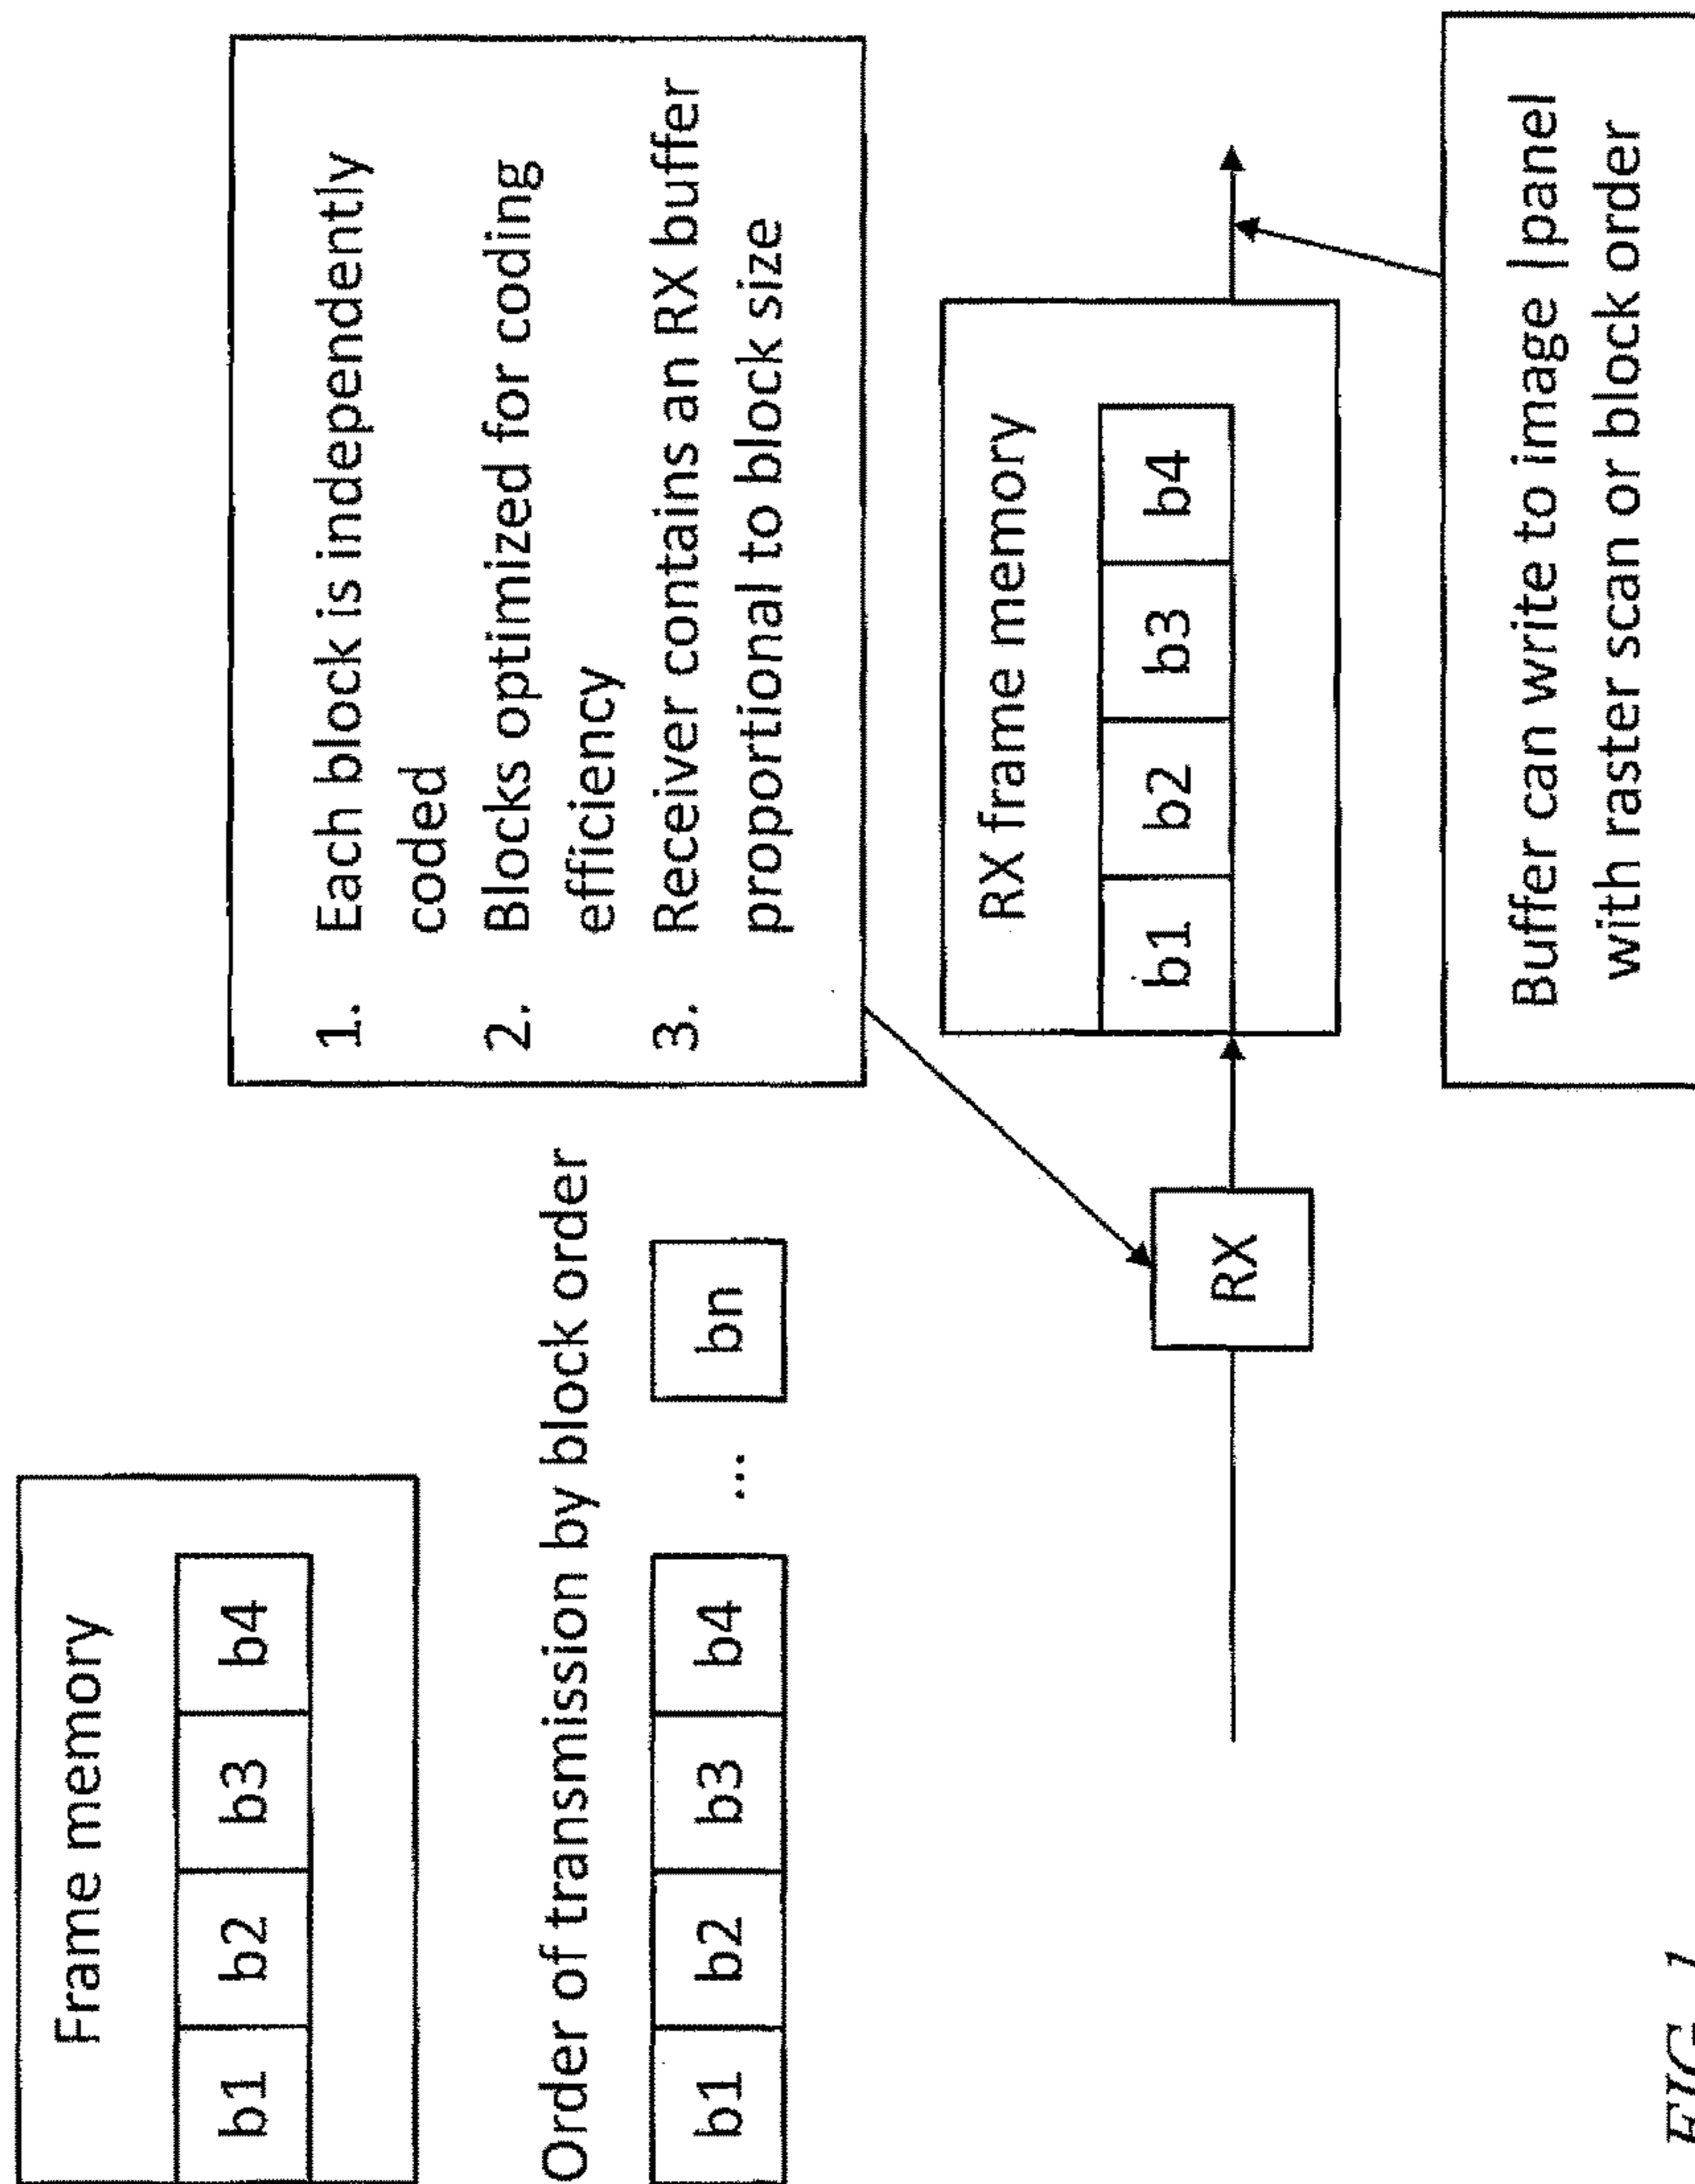 Frame memory
b1 b2 b3 b4
Order of transmission by block order
b1 b2 b3 b4 ... bn
1. Each block is independently
coded
2. Blocks optimized for coding
efficiency
3. Receiver contains an RX buffer
proportional to block size
RX
RX frame memory
b1 b2 b3 b4
Buffer can write to image |panel
with raster scan or block order
FIG. 1